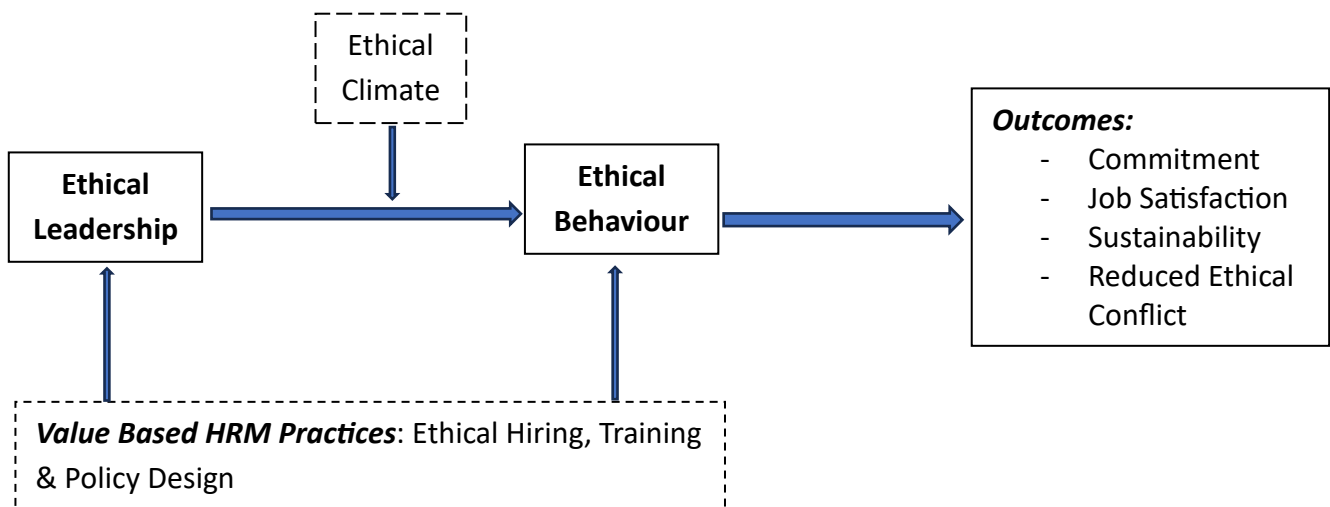 Ethical
Climate
Ethical
Leadership
Ethical
Behaviour
Outcomes:
- Commitment
- Job Satisfaction
- Sustainability
- Reduced Ethical
Conflict
Value Based HRM Practices: Ethical Hiring, Training
& Policy Design